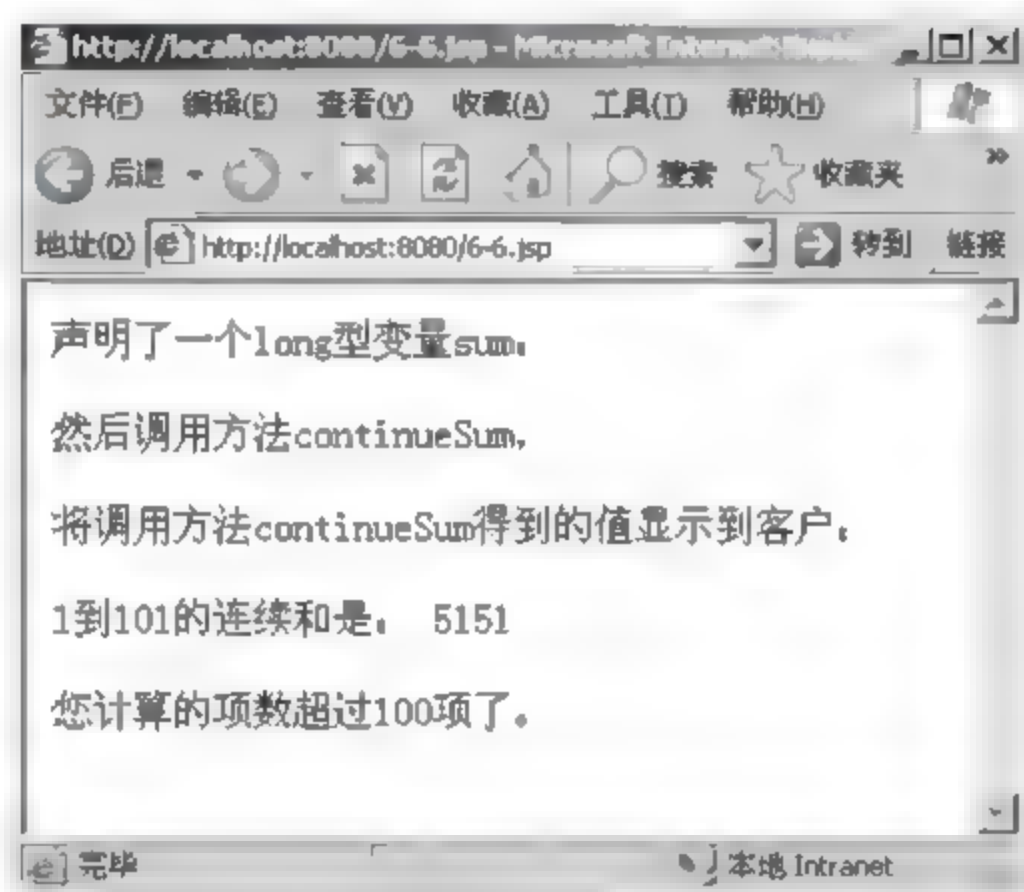 http://localhost:8080/6-6.jsp - Microsoft Internet
文件(F) 编辑(E) 查看(V) 收藏(A) 工具(T) 帮助(H)
后退 搜索 收藏夹 »
地址(D) http://localhost:8080/6-6.jsp 转到 链接
声明了一个long型变量sum:
然后调用方法continueSum,
将调用方法continueSum得到的值显示到客户:
1到101的连续和是: 5151
您计算的项数超过100项了。
完毕 本地 Intranet